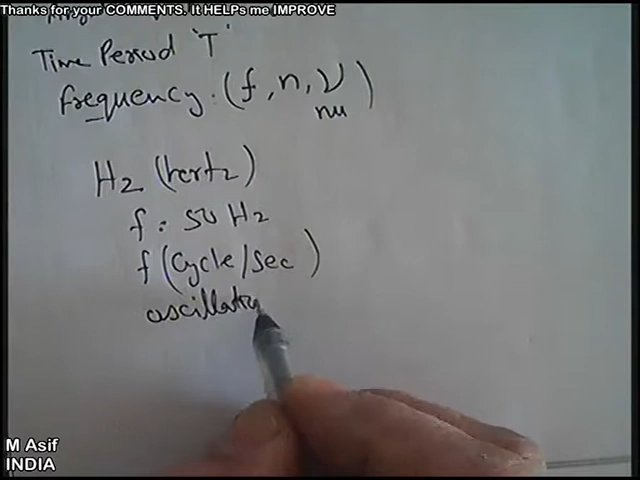 Thanks for your COMMENTS. It HELPs me IMPROVE
Time Period 'T'
frequency : (f, n, ν)
nu
Hz (hertz)
f : 50 Hz
f (Cycle/Sec)
M Asif
INDIA